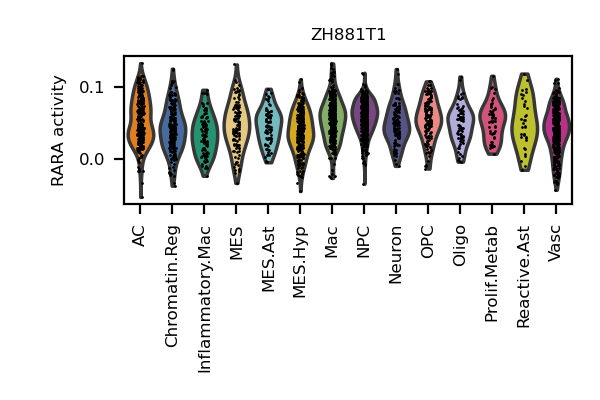 ZH881T1
RARA activity
0.1
0.0
AC
Chromatin.Reg
Inflammatory.Mac
MES
MES.Ast
MES.Hyp
Mac
NPC
Neuron
OPC
Oligo
Prolif.Metab
Reactive.Ast
Vasc